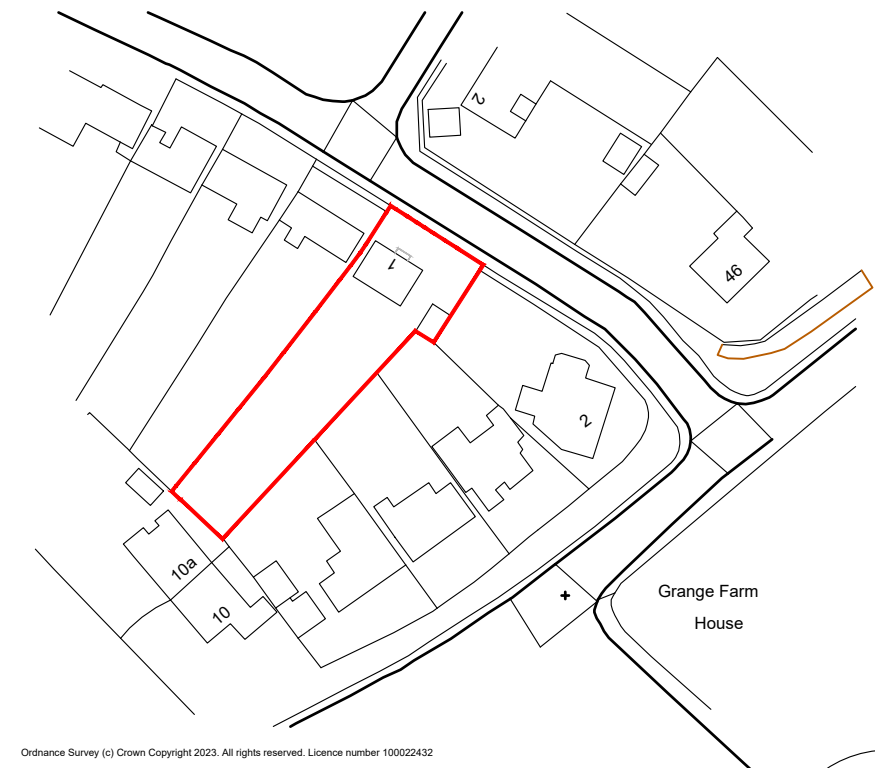 2
1
46
2
10a
10
Grange Farm
House
Ordnance Survey (c) Crown Copyright 2023. All rights reserved. Licence number 100022432